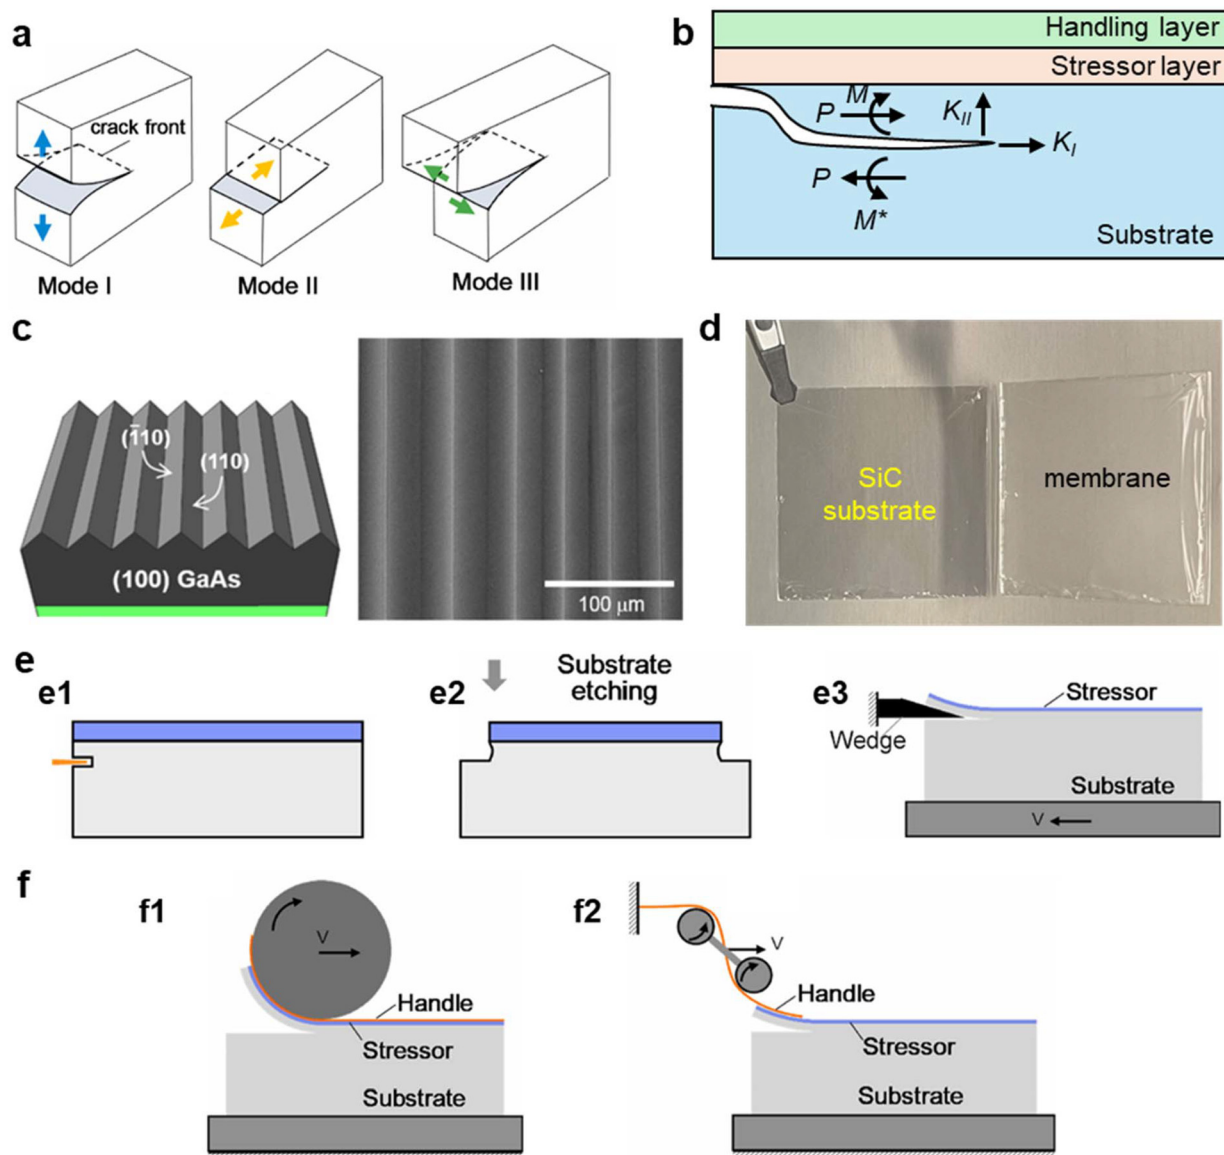 a
crack front
Mode I
Mode II
Mode III
b
Handling layer
Stressor layer
P
M
K_II
K_I
P
M*
Substrate
c
(1̄10)
(110)
(100) GaAs
100 μm
d
SiC
substrate
membrane
e
e1
e2
Substrate
etching
e3
Stressor
Wedge
Substrate
V
f
f1
V
Handle
Stressor
Substrate
f2
V
Handle
Stressor
Substrate